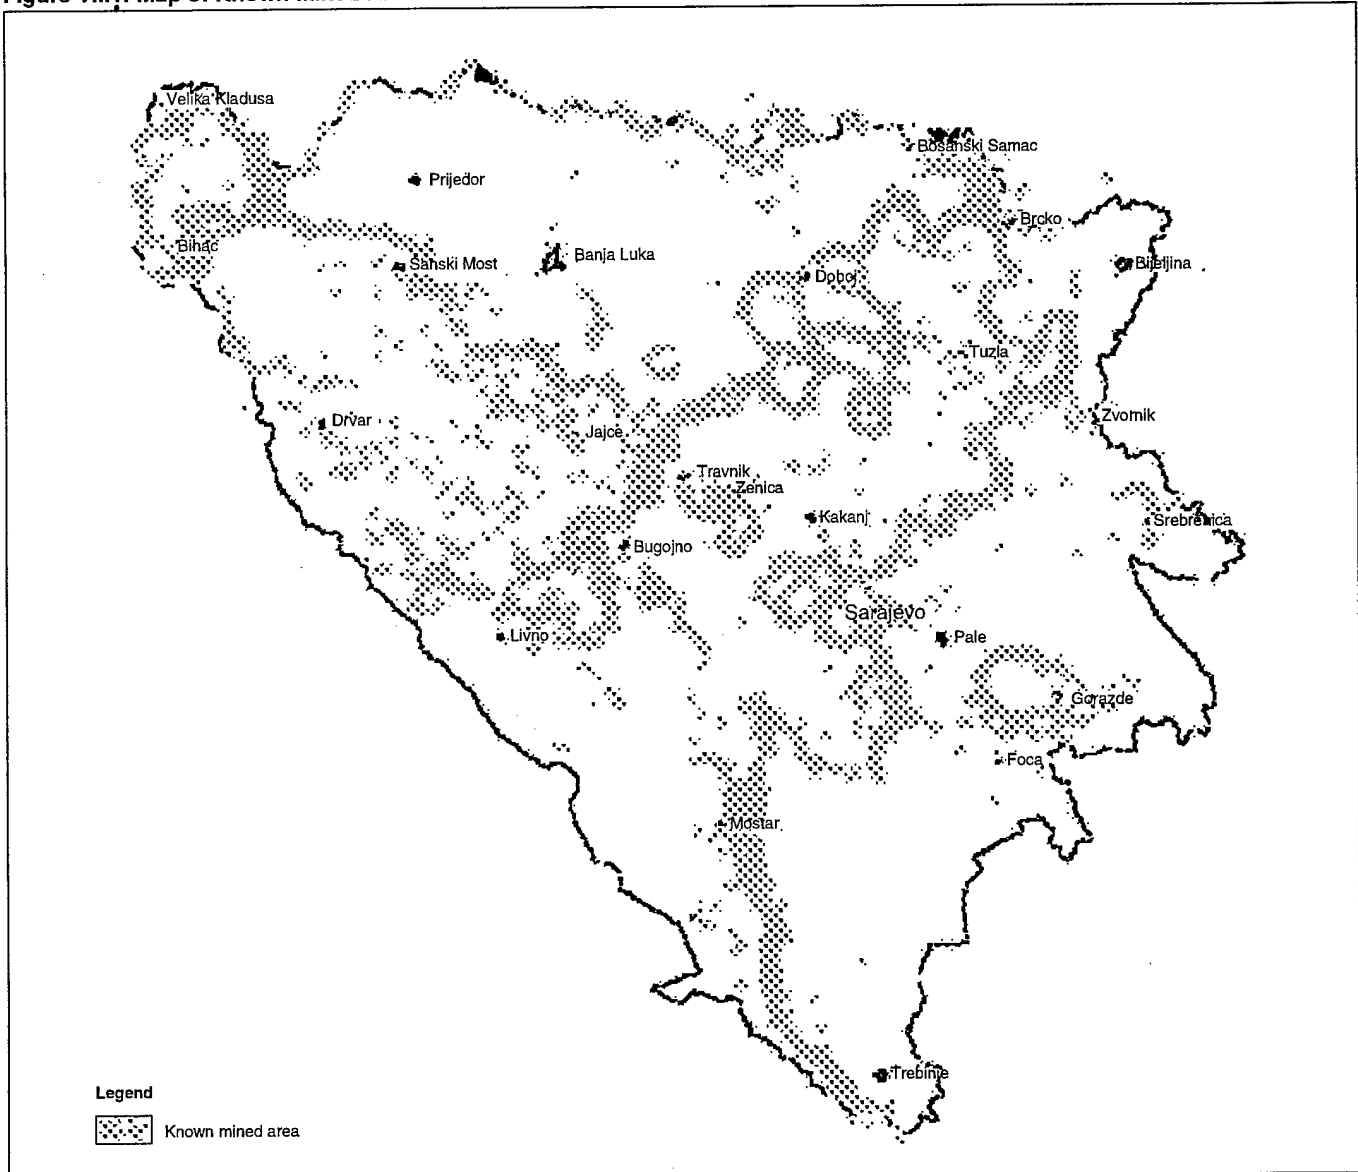 Velika Kladusa
Bosanski Samac
Prijedor
Brcko
Bihac
Banja Luka
Sanski Most
Bijeljina
Doboj
Tuzla
Zvornik
Drvar
Jajce
Travnik
Zenica
Kakanj
Srebrenica
Bugojno
Sarajevo
Livno
Pale
Gorazde
Foca
Mostar
Trebinje
Legend
Known mined area